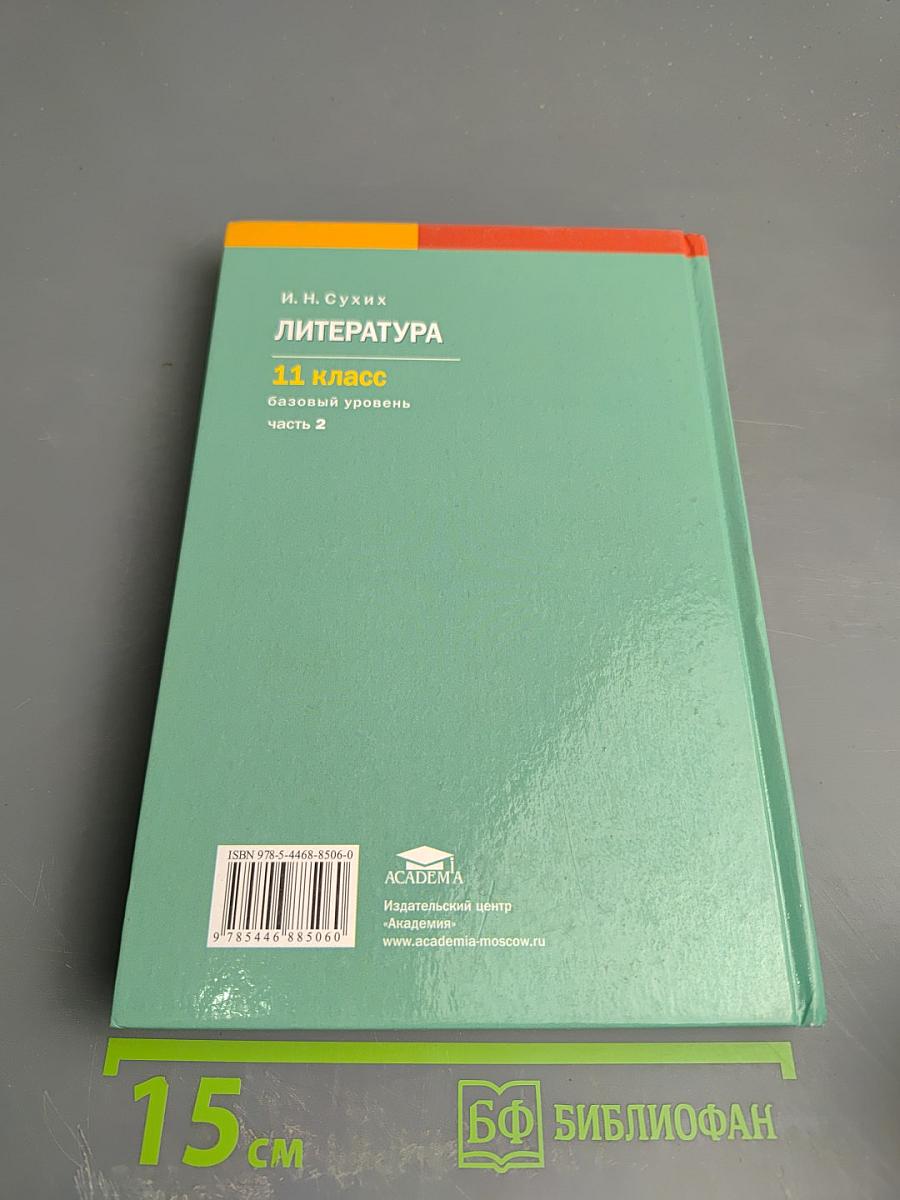 И. Н. Сухих
ЛИТЕРАТУРА
11 класс
базовый уровень
часть 2
ISBN 978-5-4468-8506-0
9 785446 885060
ACADEMiA
Издательский центр
«Академия»
www.academia-moscow.ru
15 см
БФ БИБЛИОФАН